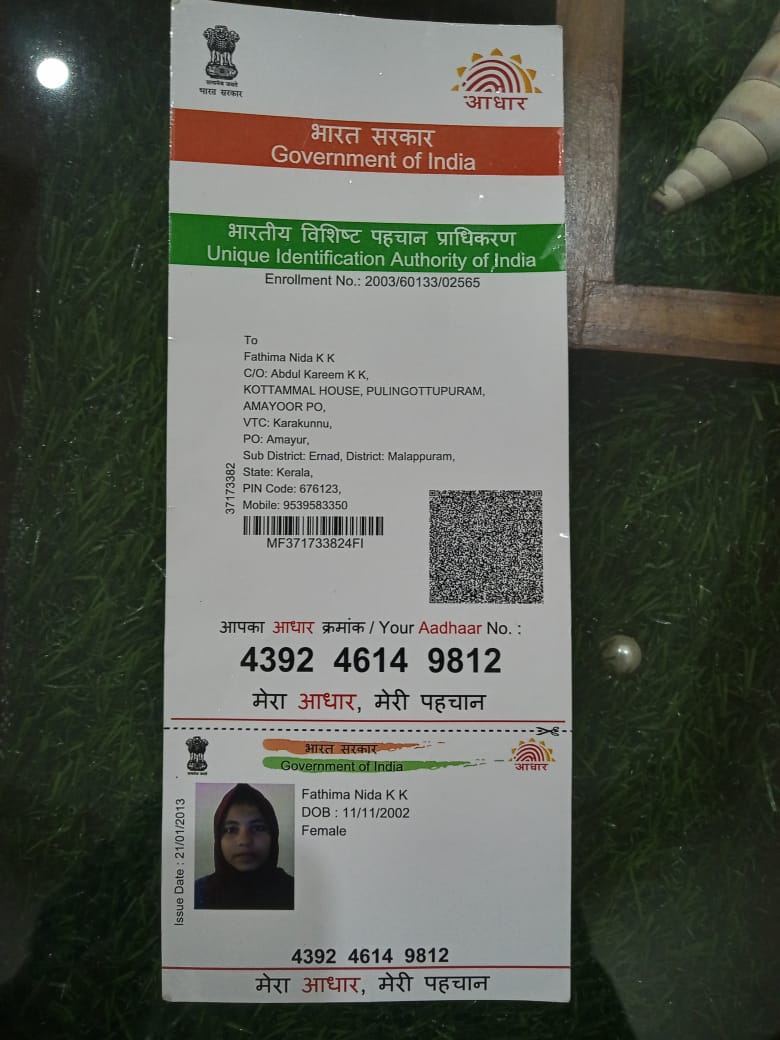 सत्यमेव जयते
भारत सरकार
आधार
भारत सरकार
Government of India
भारतीय विशिष्ट पहचान प्राधिकरण
Unique Identification Authority of India
Enrollment No.: 2003/60133/02565
To
Fathima Nida K K
C/O: Abdul Kareem K K,
KOTTAMMAL HOUSE, PULINGOTTUPURAM,
AMAYOOR PO,
VTC: Karakunnu,
PO: Amayur,
Sub District: Ernad, District: Malappuram,
State: Kerala,
PIN Code: 676123,
Mobile: 9539583350
37173382
MF371733824FI
आपका आधार क्रमांक / Your Aadhaar No. :
4392 4614 9812
मेरा आधार, मेरी पहचान
भारत सरकार
Government of India
आधार
Fathima Nida K K
DOB : 11/11/2002
Female
Issue Date : 21/01/2013
4392 4614 9812
मेरा आधार, मेरी पहचान